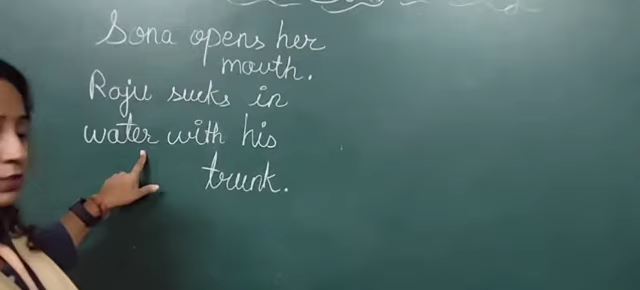 Sona opens her
mouth.
Raju sucks in
water with his
trunk.